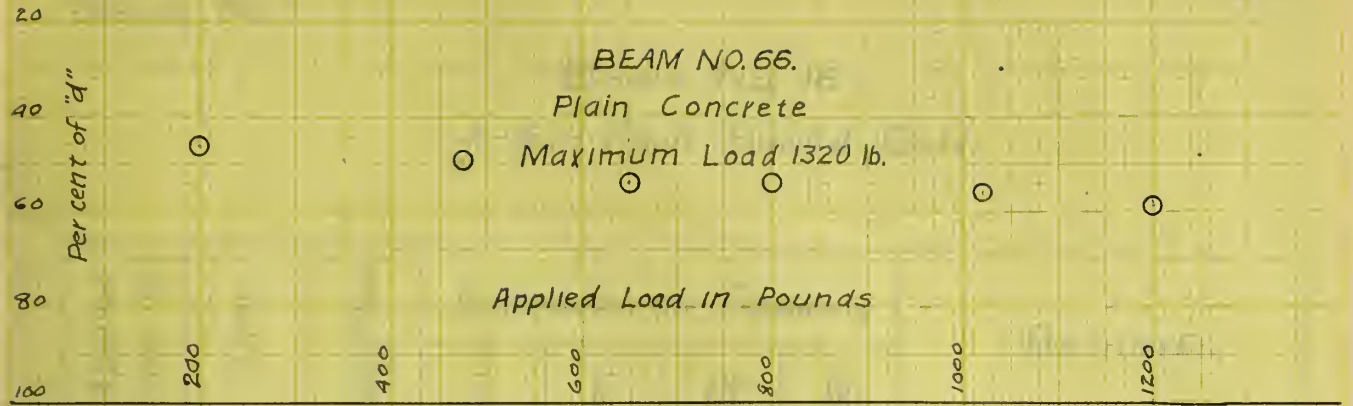 20
BEAM NO. 66.
40
Per cent of "d"
Plain Concrete
Maximum Load 1320 lb.
60
80
Applied Load in Pounds
100
200
400
600
800
1000
1200